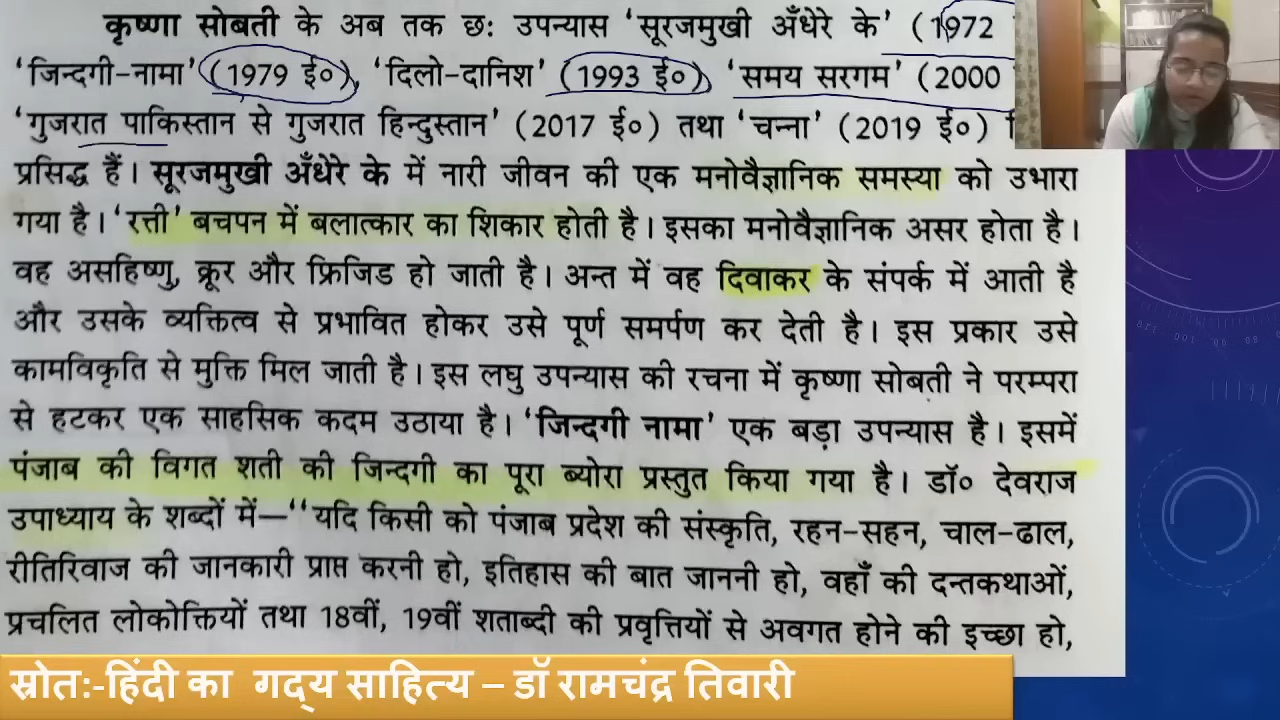 कृष्णा सोबती के अब तक छः उपन्यास ‘सूरजमुखी अँधेरे के’ (1972
‘जिन्दगी-नामा’ (1979 ई०), ‘दिलो-दानिश’ (1993 ई०) ‘समय सरगम’ (2000
‘गुजरात पाकिस्तान से गुजरात हिन्दुस्तान’ (2017 ई०) तथा ‘चन्ना’ (2019 ई०)
प्रसिद्ध हैं। सूरजमुखी अँधेरे के में नारी जीवन की एक मनोवैज्ञानिक समस्या को उभारा
गया है। ‘रत्ती’ बचपन में बलात्कार का शिकार होती है। इसका मनोवैज्ञानिक असर होता है।
वह असहिष्णु, क्रूर और फ्रिजिड हो जाती है। अन्त में वह दिवाकर के संपर्क में आती है
और उसके व्यक्तित्व से प्रभावित होकर उसे पूर्ण समर्पण कर देती है। इस प्रकार उसे
कामविकृति से मुक्ति मिल जाती है। इस लघु उपन्यास की रचना में कृष्णा सोबती ने परम्परा
से हटकर एक साहसिक कदम उठाया है। ‘जिन्दगी नामा’ एक बड़ा उपन्यास है। इसमें
पंजाब की विगत शती की जिन्दगी का पूरा ब्योरा प्रस्तुत किया गया है। डॉ० देवराज
उपाध्याय के शब्दों में—“यदि किसी को पंजाब प्रदेश की संस्कृति, रहन-सहन, चाल-ढाल,
रीतिरिवाज की जानकारी प्राप्त करनी हो, इतिहास की बात जाननी हो, वहाँ की दन्तकथाओं,
प्रचलित लोकोक्तियों तथा 18वीं, 19वीं शताब्दी की प्रवृत्तियों से अवगत होने की इच्छा हो,
स्रोतः-हिंदी का गद्य साहित्य – डॉ रामचंद्र तिवारी